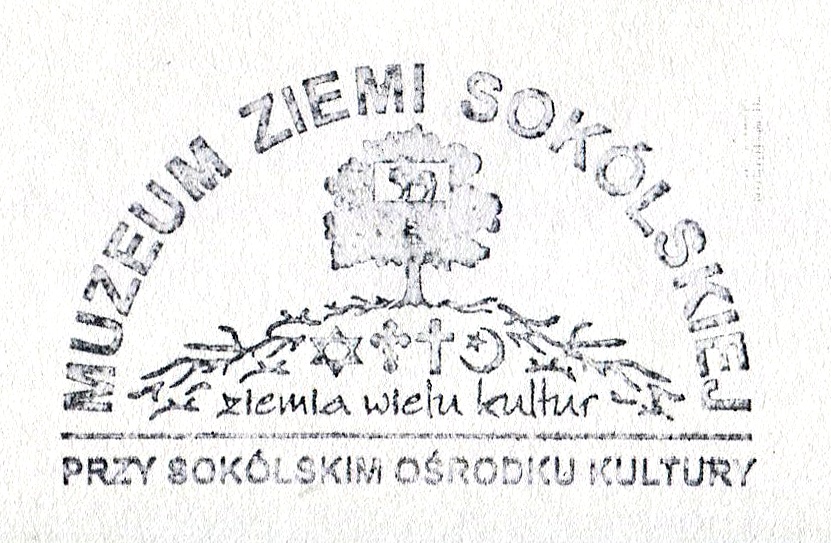 MUZEUM ZIEMI SOKÓLSKIEJ
ziemia wielu kultur
PRZY SOKÓLSKIM OŚRODKU KULTURY